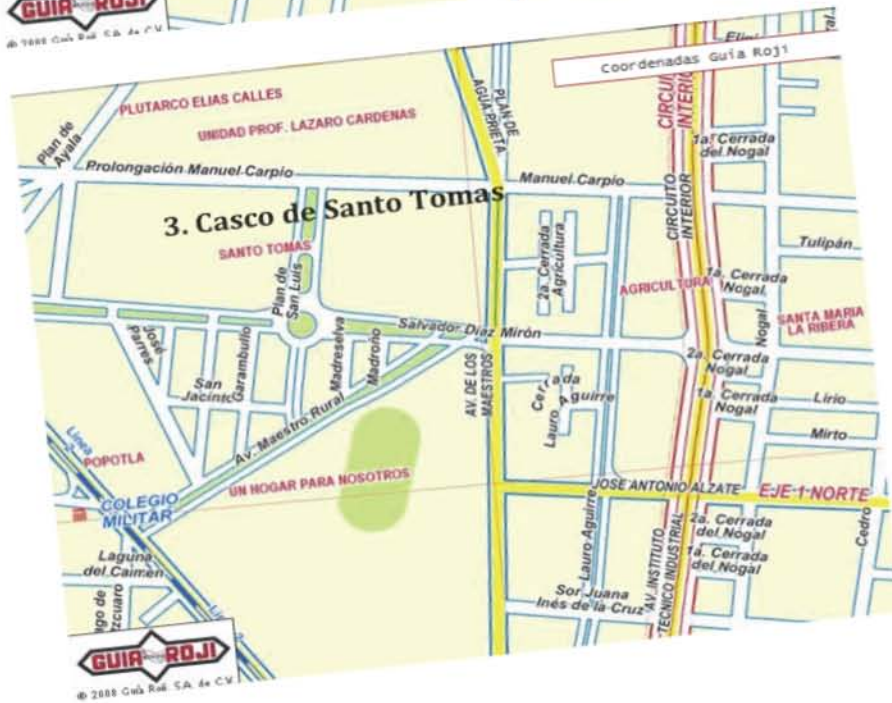 GUIA ROJI
© 2008 Guía Roji S.A. de C.V.
Coordenadas Guía Roji
PLUTARCO ELIAS CALLES
UNIDAD PROF. LAZARO CARDENAS
Plan de
Ayala
Prolongación Manuel Carpio
AGUA PRIETA
PLAN DE
Manuel Carpio
CIRCUITO
INTERIOR
1a. Cerrada
del Nogal
3. Casco de Santo Tomas
SANTO TOMAS
Plan de
San Luis
2a. Cerrada
Agricultura
CIRCUITO
INTERIOR
Tulipán
AGRICULTURA
1a. Cerrada
Nogal
SANTA MARIA
LA RIBERA
Nogal
Salvador Díaz Mirón
José
Parres
Garambullo
San
Jacinto
Madreselva
Madroño
AV. DE LOS
MAESTROS
2a. Cerrada
Nogal
Cerrada
Lauro Aguirre
1a. Cerrada
Nogal
Lirio
Mirto
Av. Maestro Rural
Línea
2
POPOTLA
UN HOGAR PARA NOSOTROS
COLEGIO
MILITAR
JOSE ANTONIO ALZATE
EJE 1 NORTE
Lauro Aguirre
2a. Cerrada
del Nogal
1a. Cerrada
del Nogal
Cedro
Laguna
del Caimen
Sor Juana
Inés de la Cruz
AV. INSTITUTO
TECNICO INDUSTRIAL
GUIA ROJI
© 2008 Guía Roji S.A. de C.V.